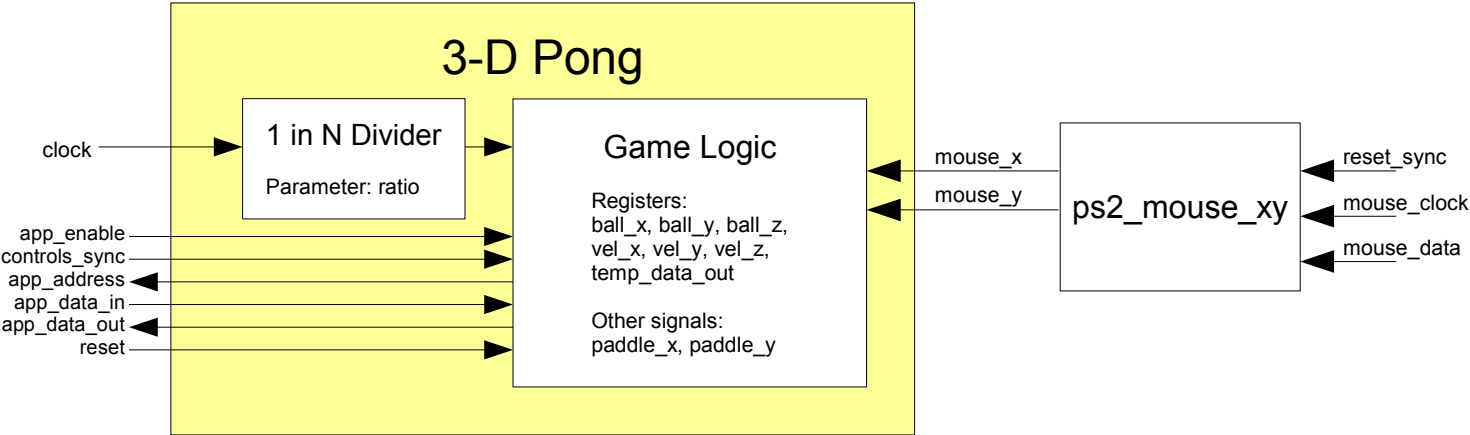 3-D Pong
clock
1 in N Divider
Parameter: ratio
app_enable
controls_sync
app_address
app_data_in
app_data_out
reset
Game Logic
Registers:
ball_x, ball_y, ball_z,
vel_x, vel_y, vel_z,
temp_data_out
Other signals:
paddle_x, paddle_y
mouse_x
mouse_y
ps2_mouse_xy
reset_sync
mouse_clock
mouse_data